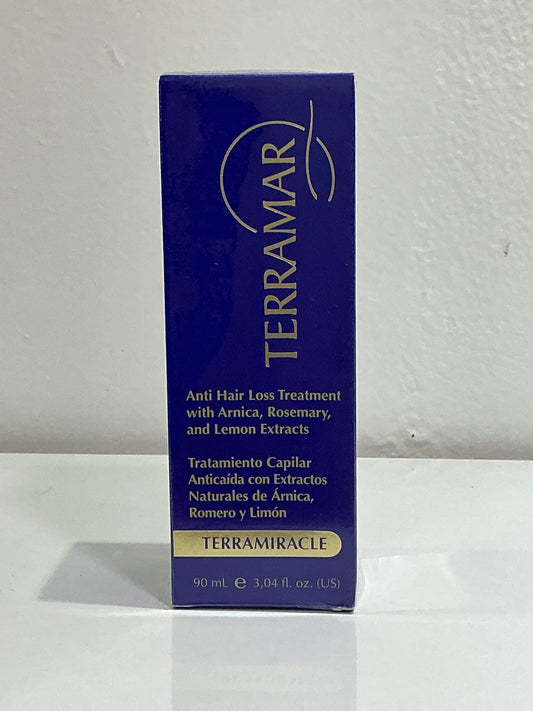 TERRAMAR
Anti Hair Loss Treatment
with Arnica, Rosemary,
and Lemon Extracts
Tratamiento Capilar
Anticaída con Extractos
Naturales de Árnica,
Romero y Limón
TERRAMIRACLE
90 mL ℮ 3,04 fl. oz. (US)